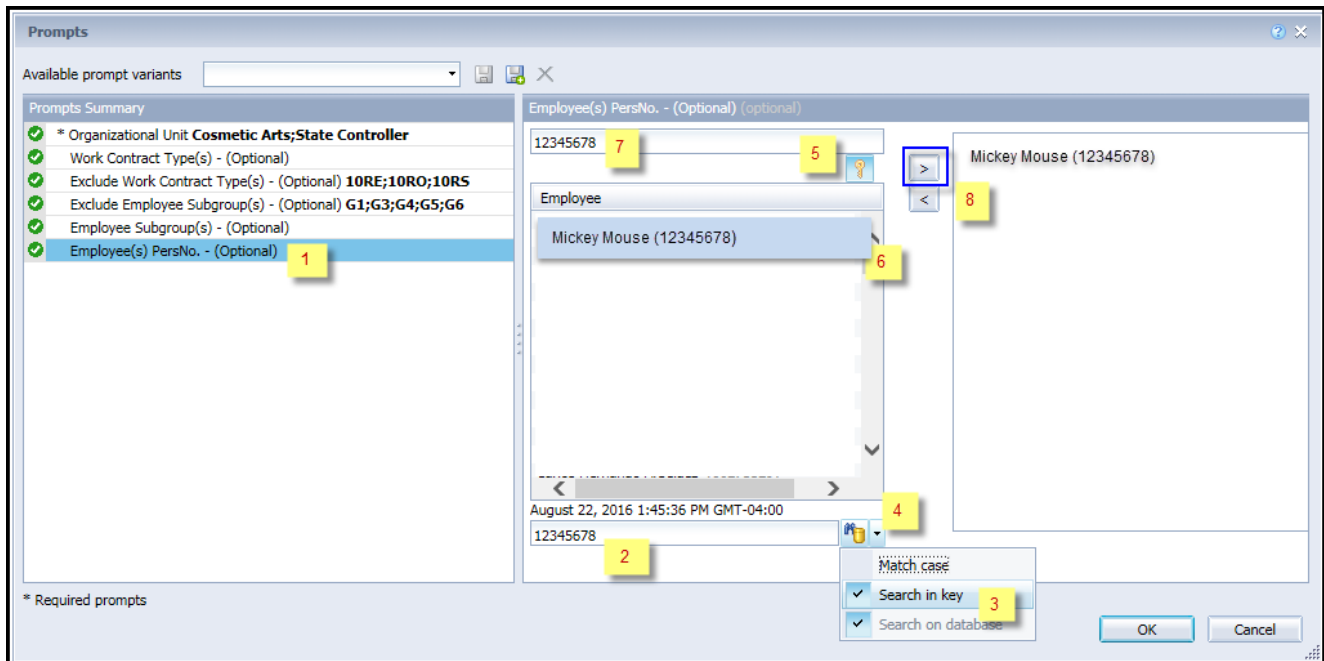 Prompts
Available prompt variants
Prompts Summary
* Organizational Unit Cosmetic Arts;State Controller
Work Contract Type(s) - (Optional)
Exclude Work Contract Type(s) - (Optional) 10RE;10RO;10RS
Exclude Employee Subgroup(s) - (Optional) G1;G3;G4;G5;G6
Employee Subgroup(s) - (Optional)
Employee(s) PersNo. - (Optional)
1
* Required prompts
Employee(s) PersNo. - (Optional) (optional)
12345678
7
5
Employee
Mickey Mouse (12345678)
6
August 22, 2016 1:45:36 PM GMT-04:00
4
12345678
2
Match case
Search in key
3
Search on database
>
<
8
Mickey Mouse (12345678)
OK
Cancel